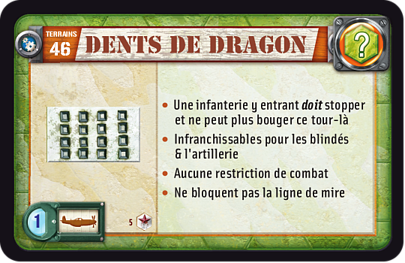 TERRAINS
46
DENTS DE DRAGON
?
• Une infanterie y entrant doit stopper
et ne peut plus bouger ce tour-là
• Infranchissables pour les blindés
& l'artillerie
• Aucune restriction de combat
• Ne bloquent pas la ligne de mire
1
5